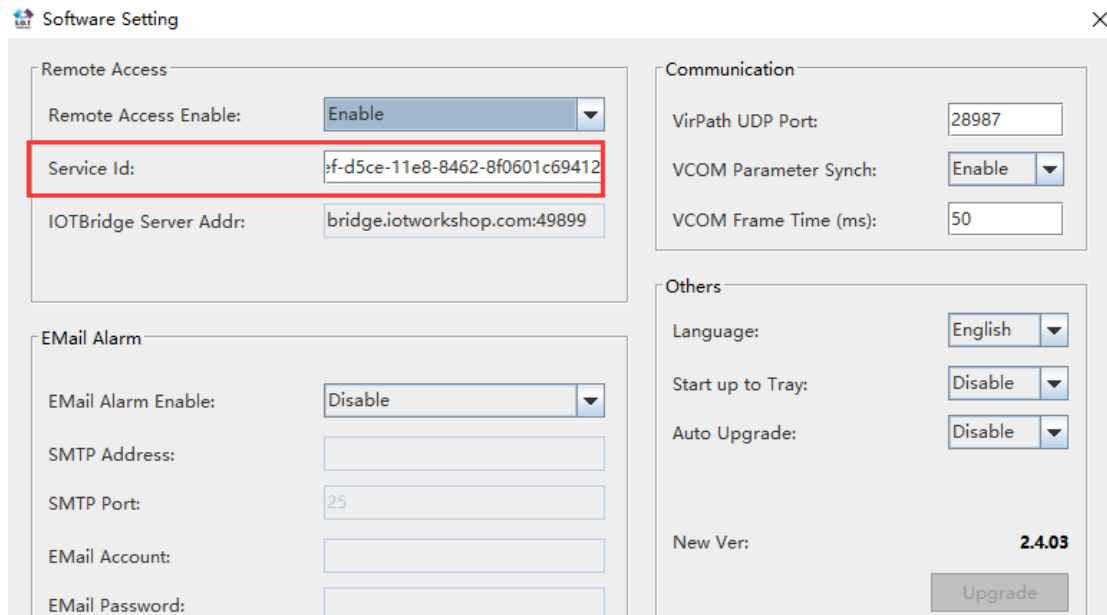 Software Setting
Remote Access
Remote Access Enable: Enable
Service Id: ef-d5ce-11e8-8462-8f0601c69412
IOTBridge Server Addr: bridge.iotworkshop.com:49899
EMail Alarm
EMail Alarm Enable: Disable
SMTP Address:
SMTP Port: 25
EMail Account:
EMail Password:
Communication
VirPath UDP Port: 28987
VCOM Parameter Synch: Enable
VCOM Frame Time (ms): 50
Others
Language: English
Start up to Tray: Disable
Auto Upgrade: Disable
New Ver: 2.4.03
Upgrade